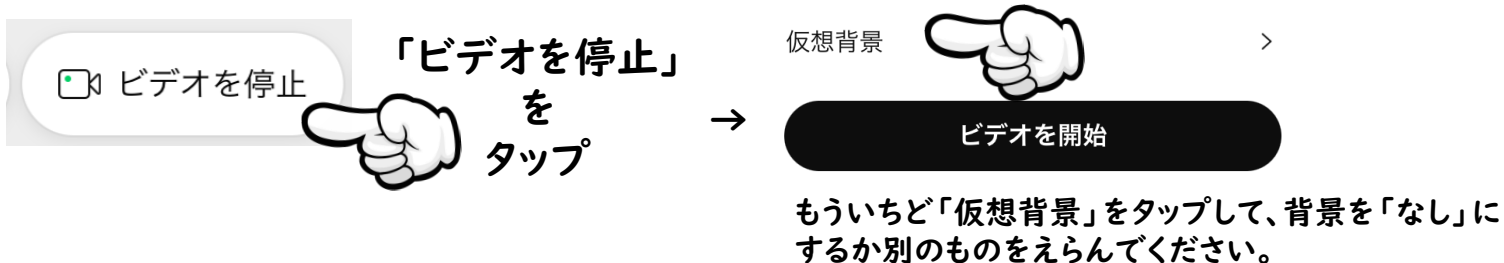 ビデオを停止
「ビデオを停止」
を
タップ
→
仮想背景
ビデオを開始
もういちど「仮想背景」をタップして、背景を「なし」に
するか別のものをえらんでください。